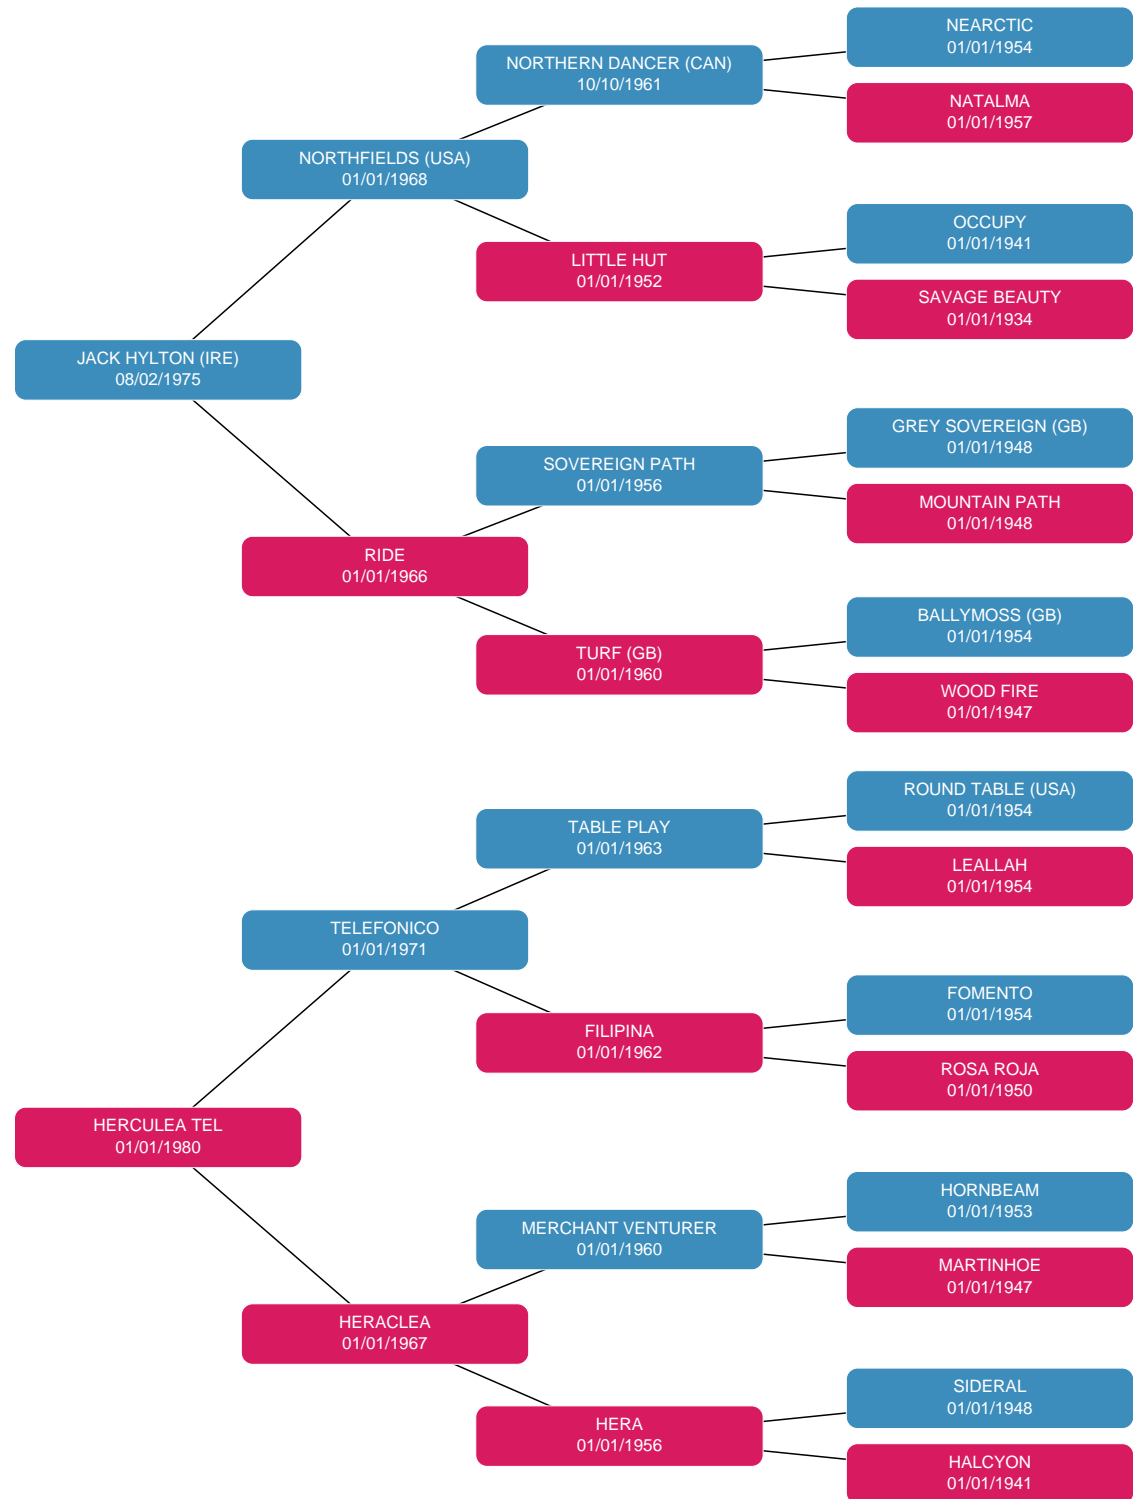 NEARCTIC
01/01/1954
NORTHERN DANCER (CAN)
10/10/1961
NATALMA
01/01/1957
NORTHFIELDS (USA)
01/01/1968
OCCUPY
01/01/1941
LITTLE HUT
01/01/1952
SAVAGE BEAUTY
01/01/1934
JACK HYLTON (IRE)
08/02/1975
GREY SOVEREIGN (GB)
01/01/1948
SOVEREIGN PATH
01/01/1956
MOUNTAIN PATH
01/01/1948
RIDE
01/01/1966
BALLYMOSS (GB)
01/01/1954
TURF (GB)
01/01/1960
WOOD FIRE
01/01/1947
ROUND TABLE (USA)
01/01/1954
TABLE PLAY
01/01/1963
LEALLAH
01/01/1954
TELEFONICO
01/01/1971
FOMENTO
01/01/1954
FILIPINA
01/01/1962
ROSA ROJA
01/01/1950
HERCULEA TEL
01/01/1980
HORNBEAM
01/01/1953
MERCHANT VENTURER
01/01/1960
MARTINHOE
01/01/1947
HERACLEA
01/01/1967
SIDERAL
01/01/1948
HERA
01/01/1956
HALCYON
01/01/1941